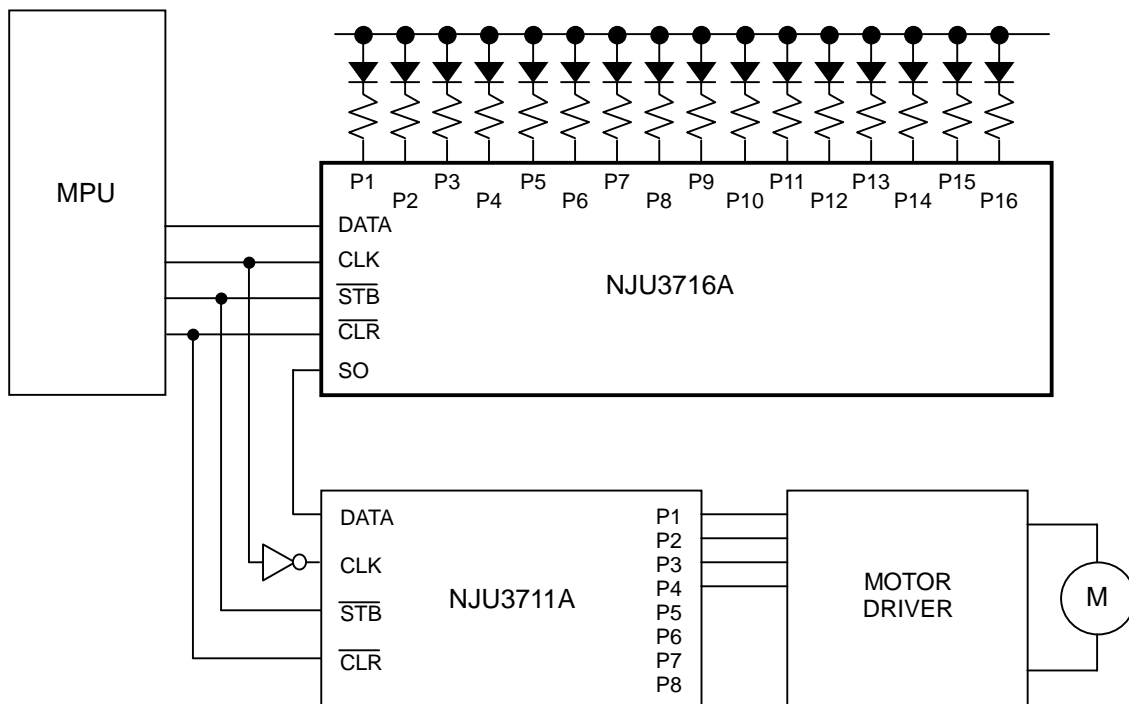 MPU
P1 P3 P5 P7 P9 P11 P13 P15
P2 P4 P6 P8 P10 P12 P14 P16
DATA
CLK
STB
CLR
SO
NJU3716A
DATA
CLK
STB
CLR
NJU3711A
P1
P2
P3
P4
P5
P6
P7
P8
MOTOR
DRIVER
M